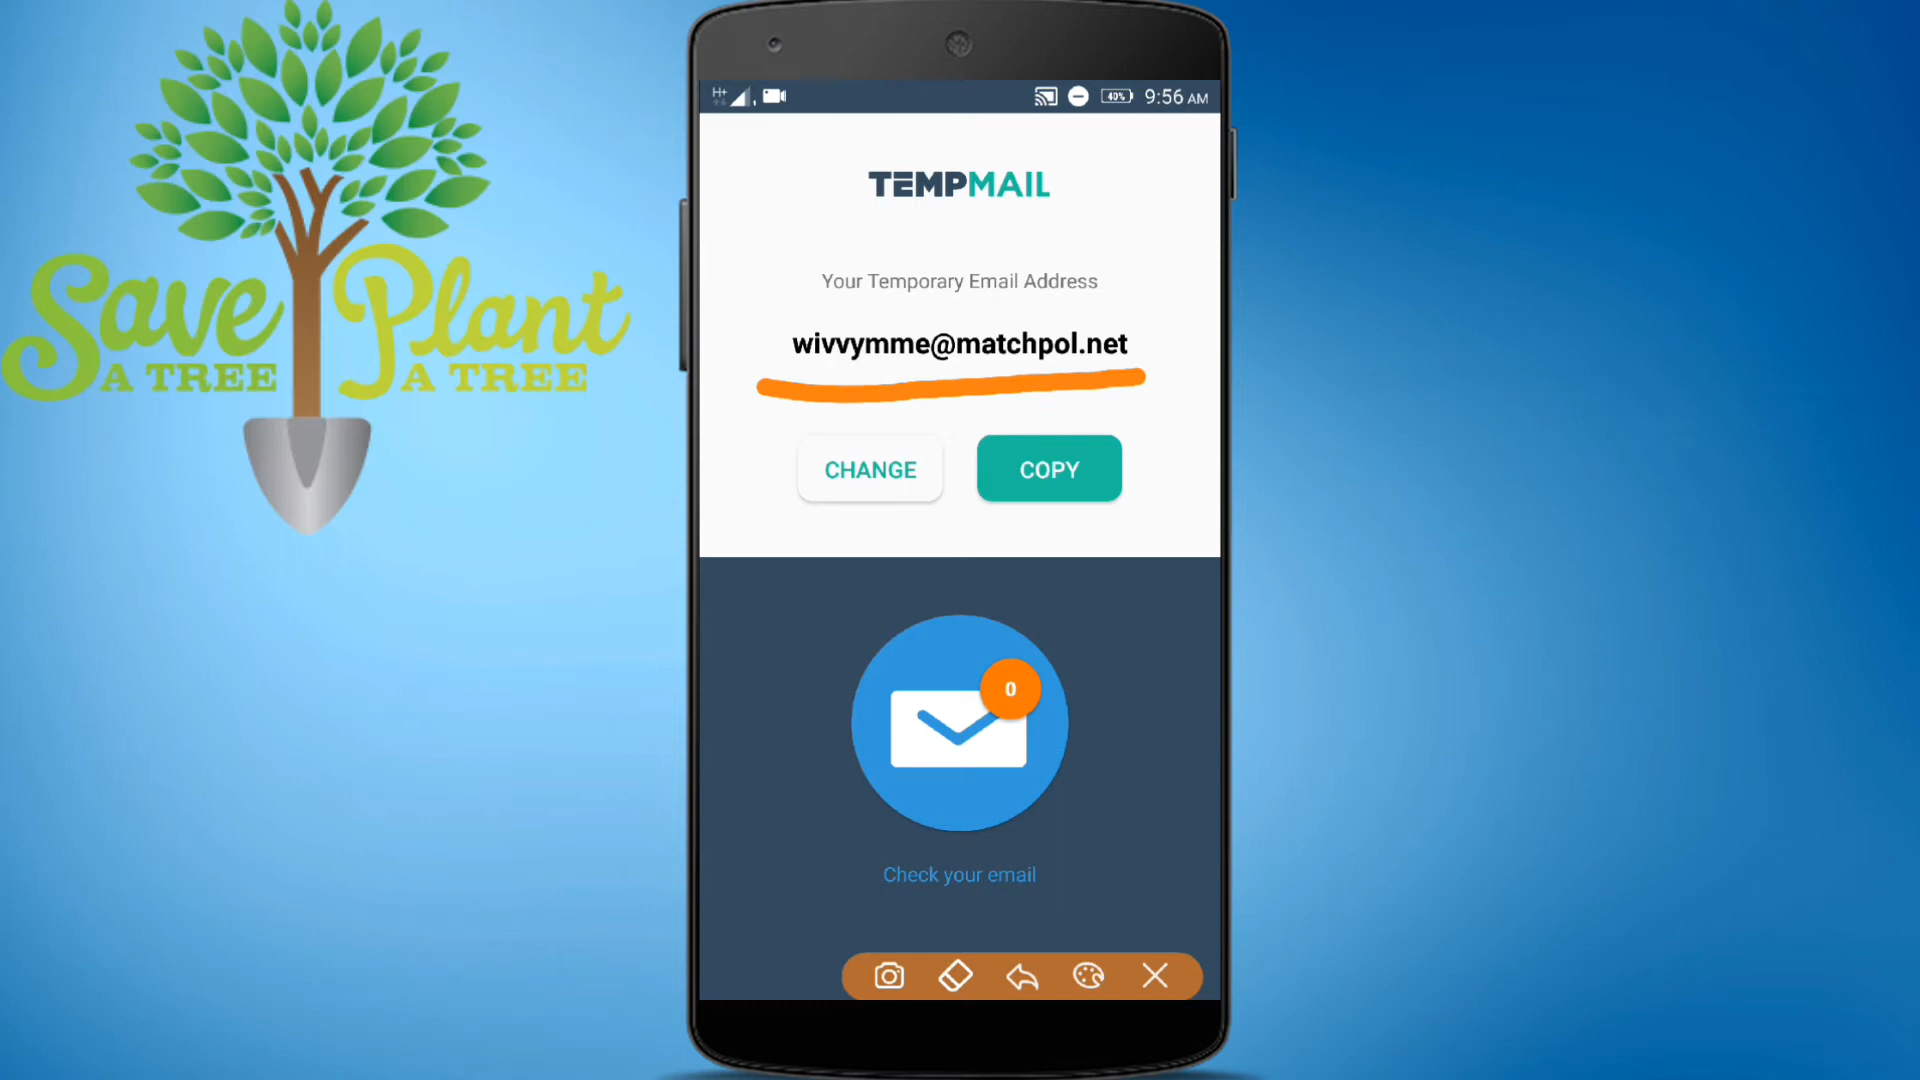 Save Plant
A TREE A TREE
H+
40% 9:56 AM
TEMPMAIL
Your Temporary Email Address
wivvymme@matchpol.net
CHANGE COPY
0
Check your email